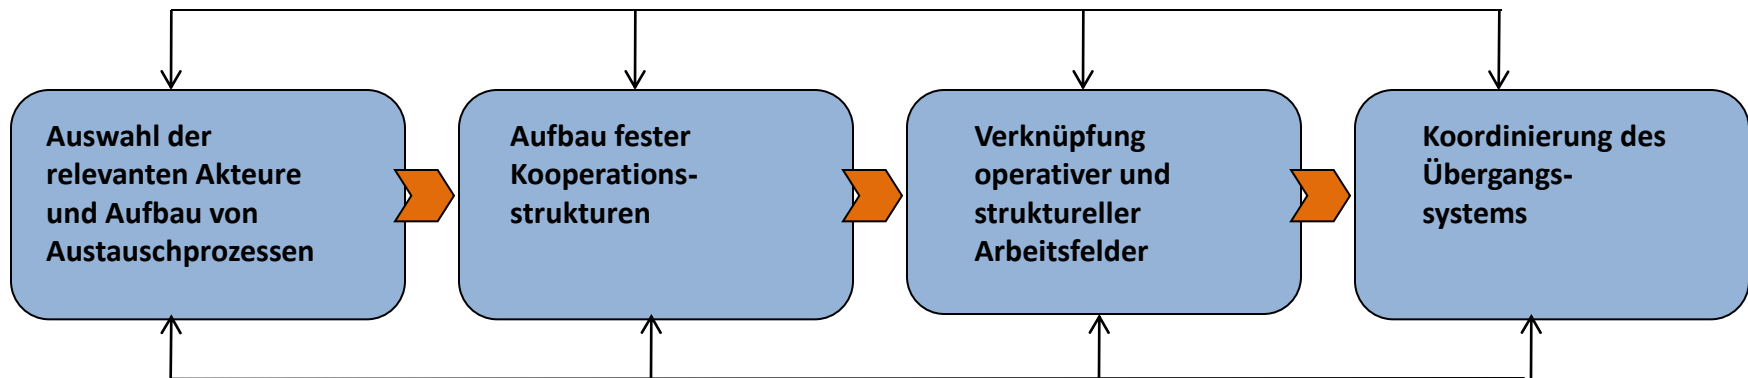 Auswahl der
relevanten Akteure
und Aufbau von
Austauschprozessen
Aufbau fester
Kooperations-
strukturen
Verknüpfung
operativer und
struktureller
Arbeitsfelder
Koordinierung des
Übergangs-
systems